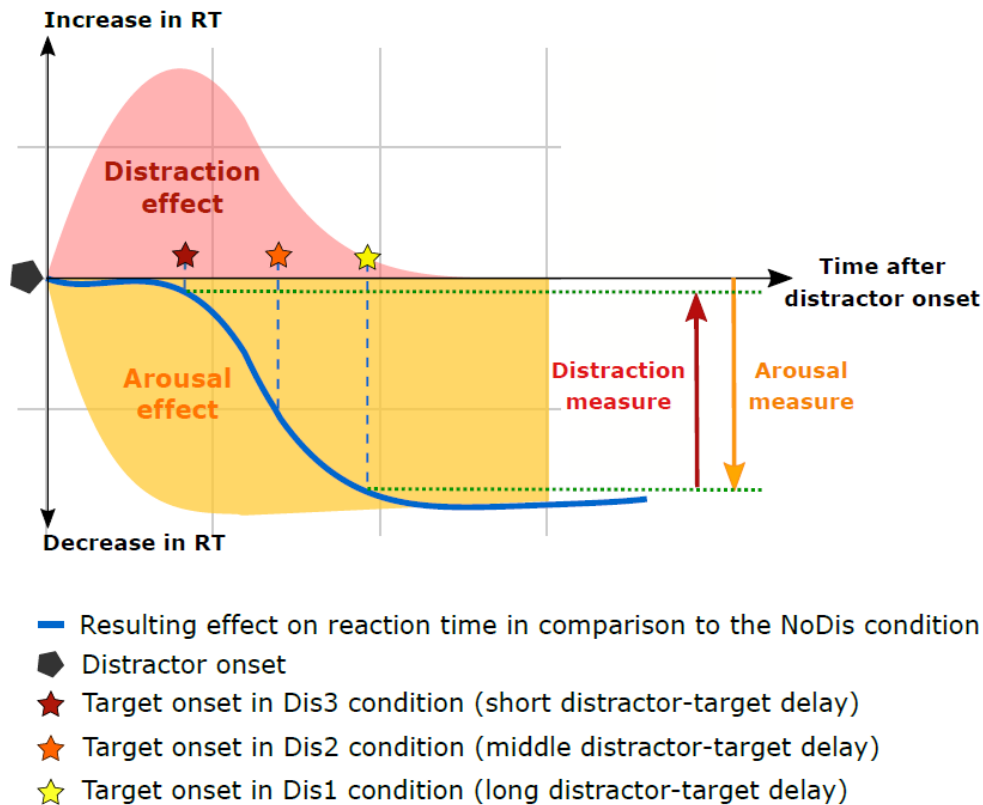 Increase in RT
Distraction
effect
Time after
distractor onset
Arousal
effect
Distraction
measure
Arousal
measure
Decrease in RT
Resulting effect on reaction time in comparison to the NoDis condition
Distractor onset
Target onset in Dis3 condition (short distractor-target delay)
Target onset in Dis2 condition (middle distractor-target delay)
Target onset in Dis1 condition (long distractor-target delay)